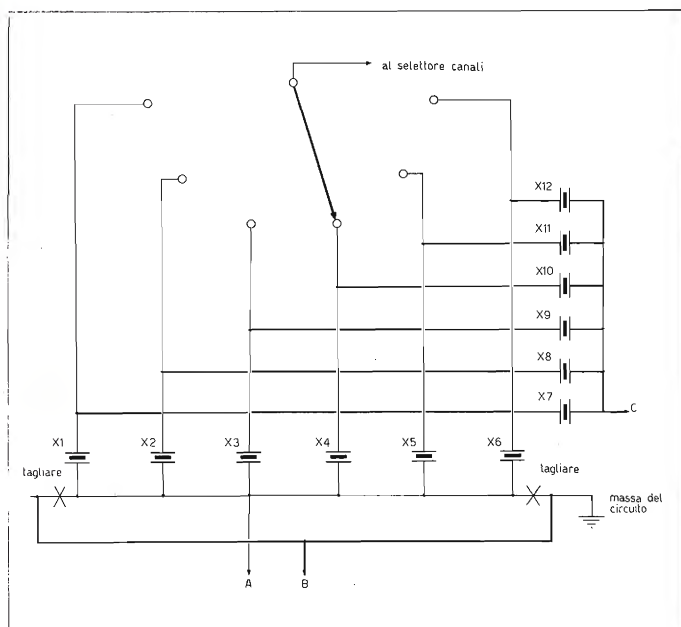 al selettore canali
X12
X11
X10
X9
X8
X7
C
X1
X2
X3
X4
X5
X6
tagliare
tagliare
massa del
circuito
A
B